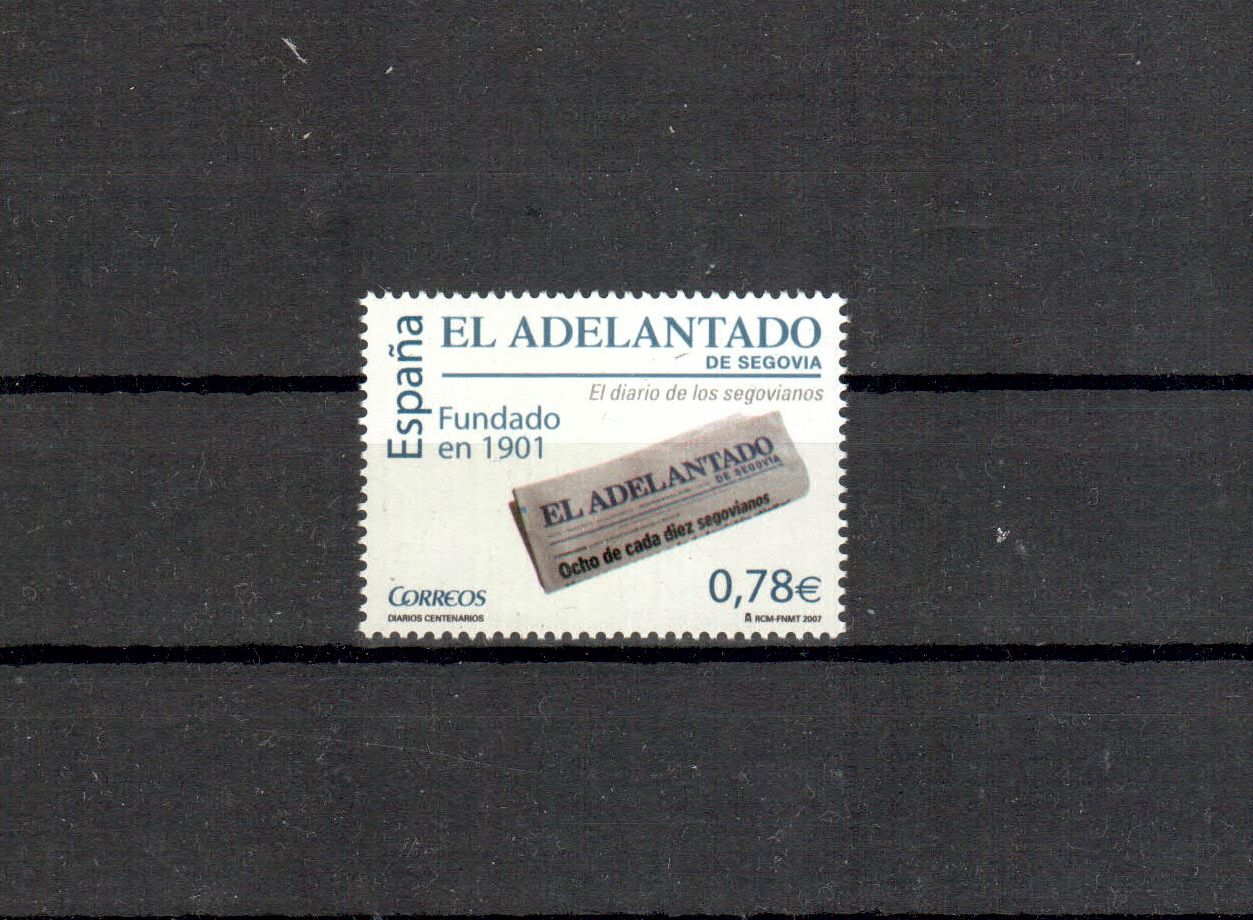 España
EL ADELANTADO
DE SEGOVIA
El diario de los segovianos
Fundado
en 1901
EL ADELANTADO
DE SEGOVIA
Ocho de cada diez segovianos
CORREOS
DIARIOS CENTENARIOS
0,78€
RCM-FNMT 2007